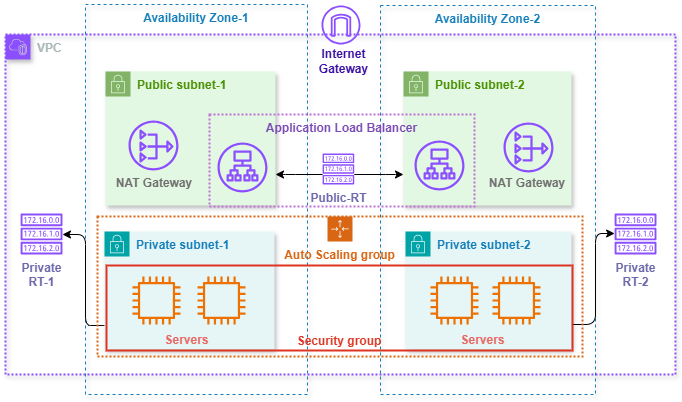 Availability Zone-1
Availability Zone-2
VPC
Internet
Gateway
Public subnet-1
Public subnet-2
Application Load Balancer
NAT Gateway
172.16.0.0
172.16.1.0
172.16.2.0
Public-RT
NAT Gateway
172.16.0.0
172.16.1.0
172.16.2.0
Private
RT-1
Private subnet-1
Auto Scaling group
Private subnet-2
172.16.0.0
172.16.1.0
172.16.2.0
Private
RT-2
Servers
Security group
Servers